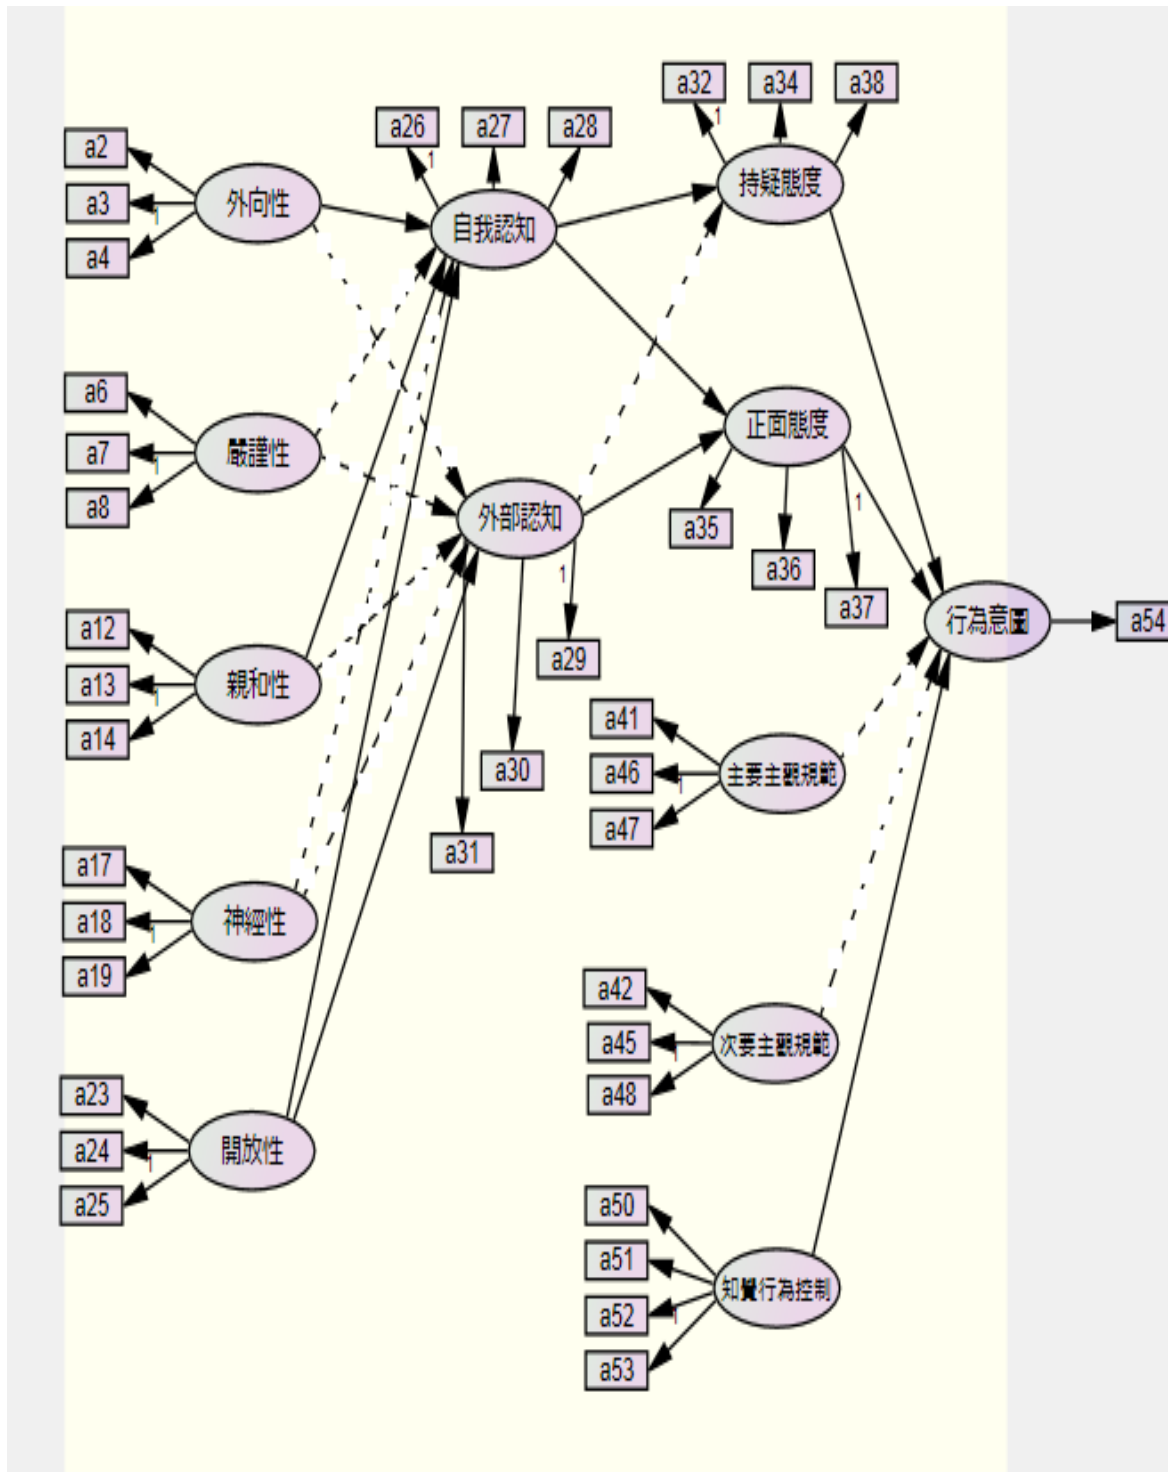 a32
a34
a38
a26
a27
a28
1
1
a2
a3
a4
1
外向性
自我認知
持疑態度
a6
a7
a8
1
嚴謹性
正面態度
外部認知
a35
a36
a37
1
1
a29
a30
a31
行為意圖
a54
a12
a13
a14
1
親和性
a41
a46
a47
1
主要主觀規範
a17
a18
a19
1
神經性
a42
a45
a48
1
次要主觀規範
a23
a24
a25
1
開放性
a50
a51
a52
a53
1
知覺行為控制